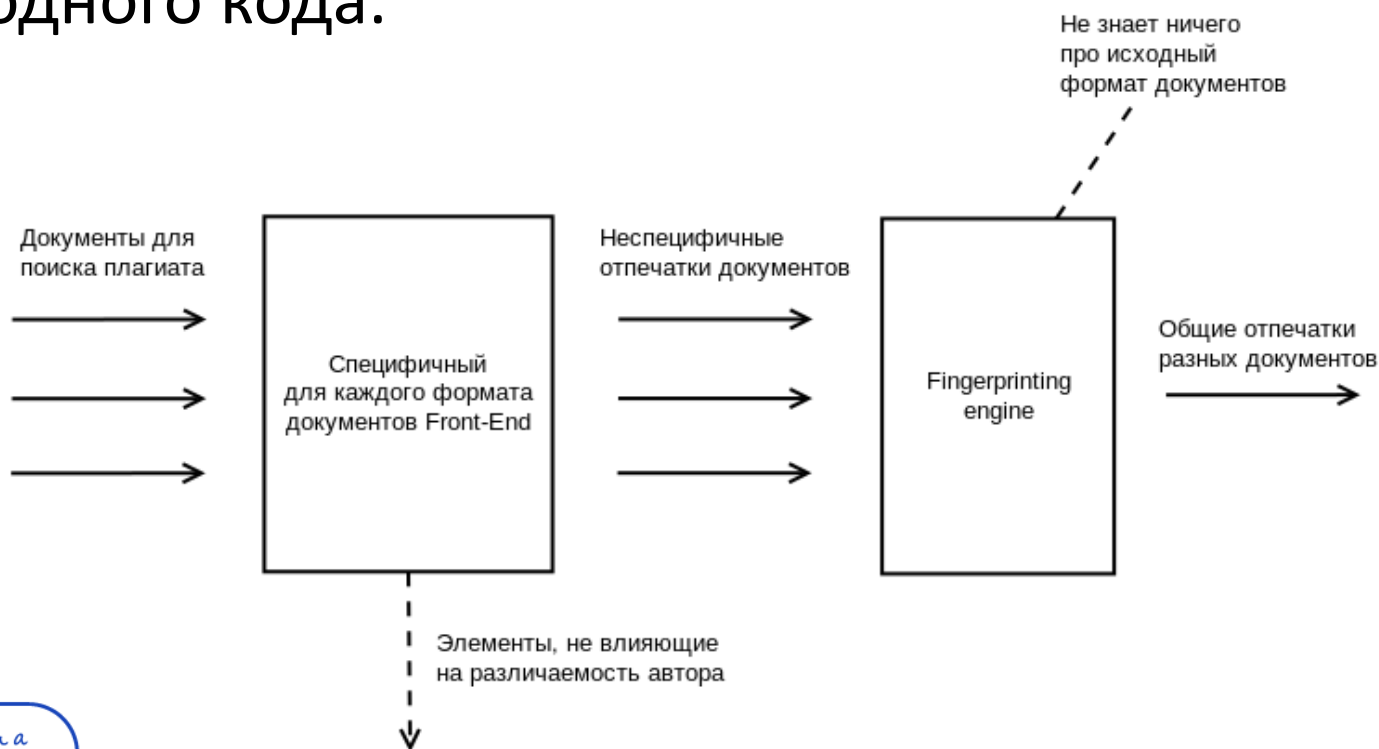 кода.
Не знает ничего
про исходный
формат документов
Документы для
поиска плагиата
Неспецифичные
отпечатки документов
Общие отпечатки
разных документов
Специфичный
для каждого формата
документов Front-End
Fingerprinting
engine
Элементы, не влияющие
на различаемость автора